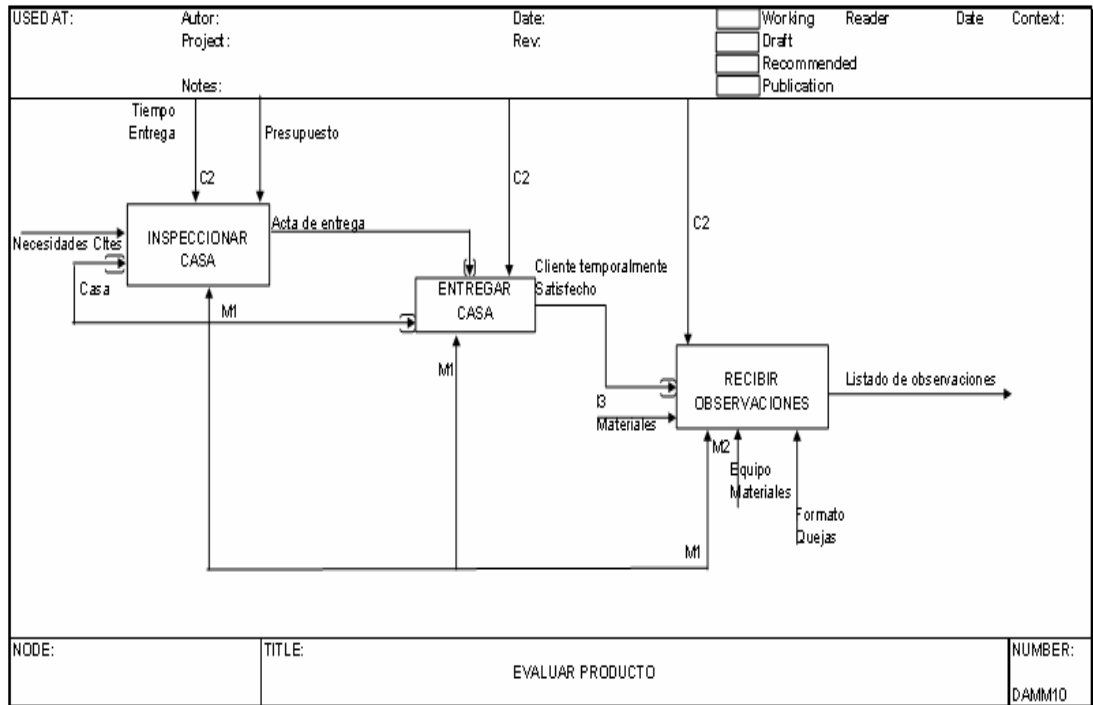 USED AT:
Autor:
Date:
Working
Reader
Date
Context:
Project:
Rev:
Draft
Recommended
Notes:
Publication
Tiempo
Entrega
Presupuesto
C2
C2
C2
Necesidades Cltes
INSPECCIONAR
CASA
Acta de entrega
Casa
M1
ENTREGAR
CASA
Cliente temporalmente
Satisfecho
M1
RECIBIR
OBSERVACIONES
Listado de observaciones
I3
Materiales
M2
Equipo
Materiales
Formato
Quejas
M1
NODE:
TITLE:
EVALUAR PRODUCTO
NUMBER:
DAMM10